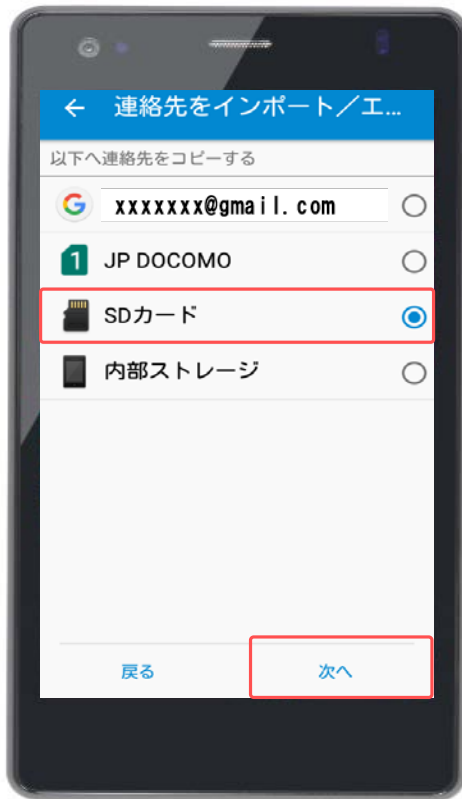 連絡先をインポート／エ...
以下へ連絡先をコピーする
G xxxxxxx@gmail.com
1 JP DOCOMO
SDカード
内部ストレージ
戻る 次へ